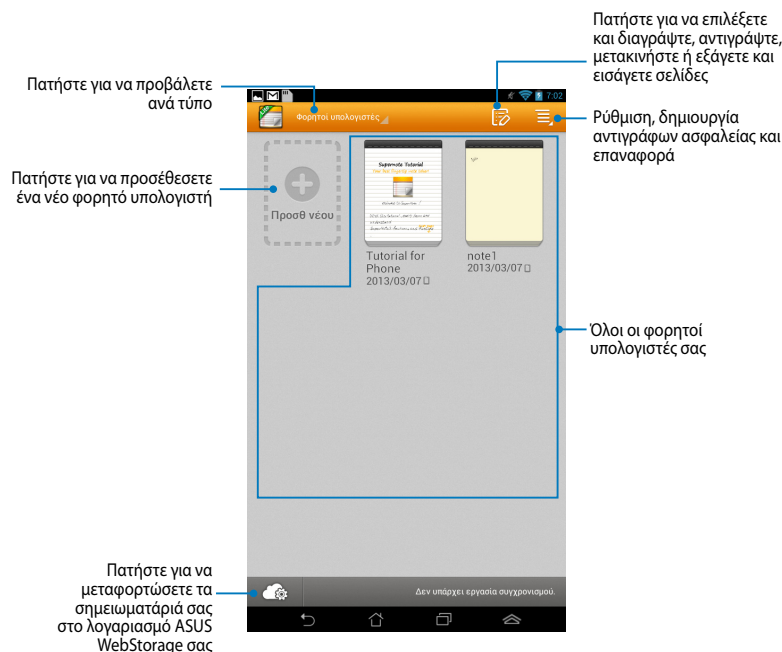 Πατήστε για να επιλέξετε
και διαγράψτε, αντιγράψτε,
μετακινήστε ή εξάγετε και
εισάγετε σελίδες
Πατήστε για να προβάλετε
ανά τύπο
7:02
Φορητοί υπολογιστές
Ρύθμιση, δημιουργία
αντιγράφων ασφαλείας και
επαναφορά
Πατήστε για να προσέθεσετε
ένα νέο φορητό υπολογιστή
Προσθ νέου
Supernote Tutorial
Tutorial for
Phone
2013/03/07
note1
2013/03/07
Όλοι οι φορητοί
υπολογιστές σας
Πατήστε για να
μεταφορτώσετε τα
σημειωματάριά σας
στο λογαριασμό ASUS
WebStorage σας
Δεν υπάρχει εργασία συγχρονισμού.